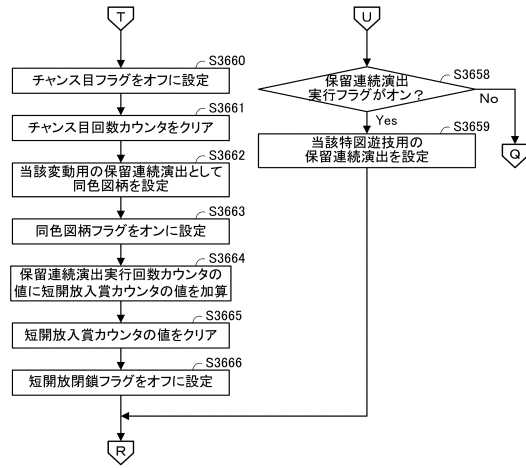 T
S3660
チャンス目フラグをオフに設定
S3661
チャンス目回数カウンタをクリア
S3662
当該変動用の保留連続演出として
同色図柄を設定
S3663
同色図柄フラグをオンに設定
S3664
保留連続演出実行回数カウンタの
値に短開放入賞カウンタの値を加算
S3665
短開放入賞カウンタの値をクリア
S3666
短開放閉鎖フラグをオフに設定
R
U
S3658
保留連続演出
実行フラグがオン？
No
Yes
S3659
当該特図遊技用の
保留連続演出を設定
Q